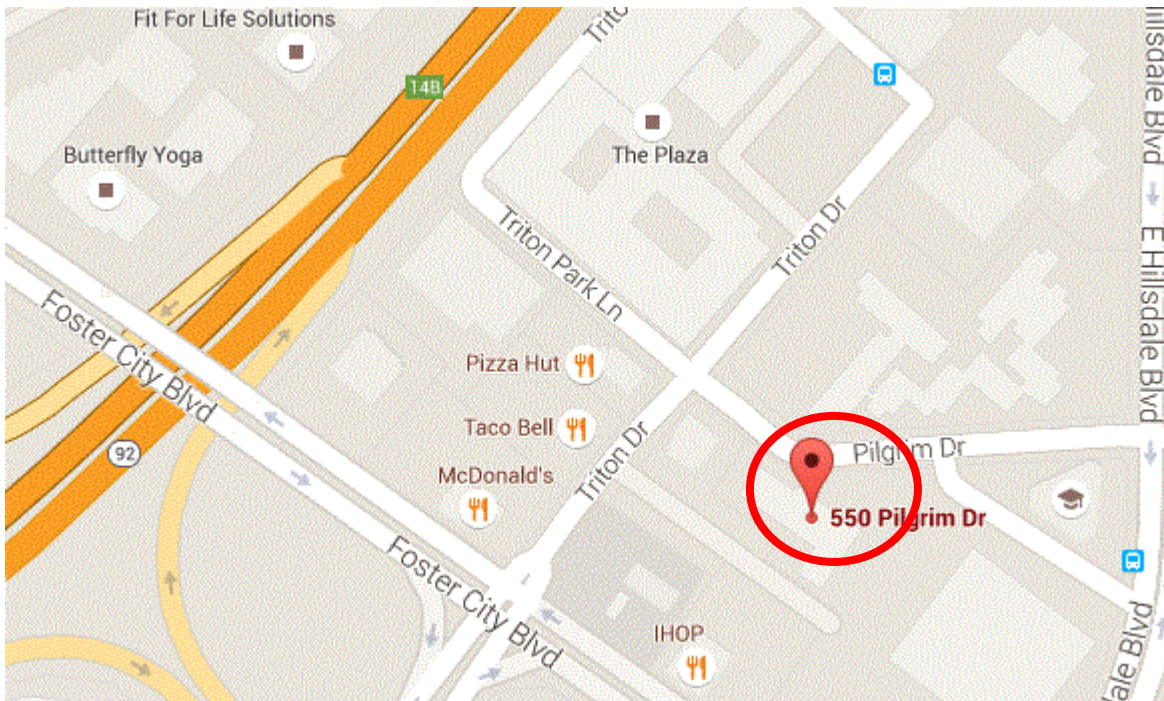 Fit For Life Solutions
Trito
14B
Butterfly Yoga
The Plaza
Hillsdale Blvd
Triton Dr
Triton Park Ln
E Hillsdale Blvd
Foster City Blvd
Pizza Hut
Taco Bell
Triton Dr
92
McDonald's
Pilgrim Dr
550 Pilgrim Dr
Foster City Blvd
IHOP
dale Blvd